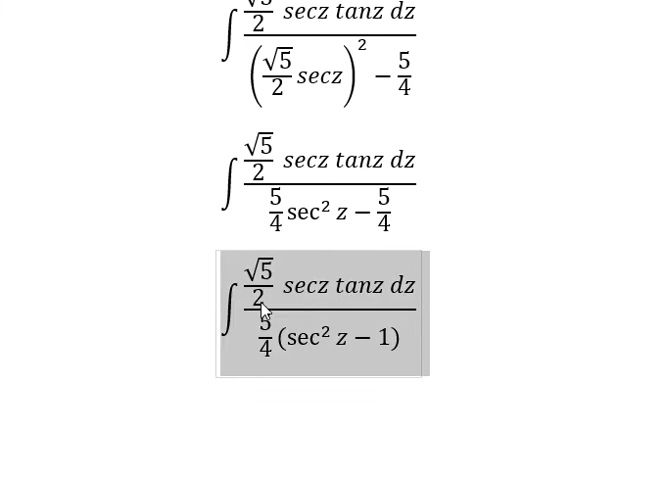 ∫ √5/2 secz tanz dz
(√5/2 secz)² − 5/4
∫ √5/2 secz tanz dz
5/4 sec² z − 5/4
∫ √5/2 secz tanz dz
5/4 (sec² z − 1)